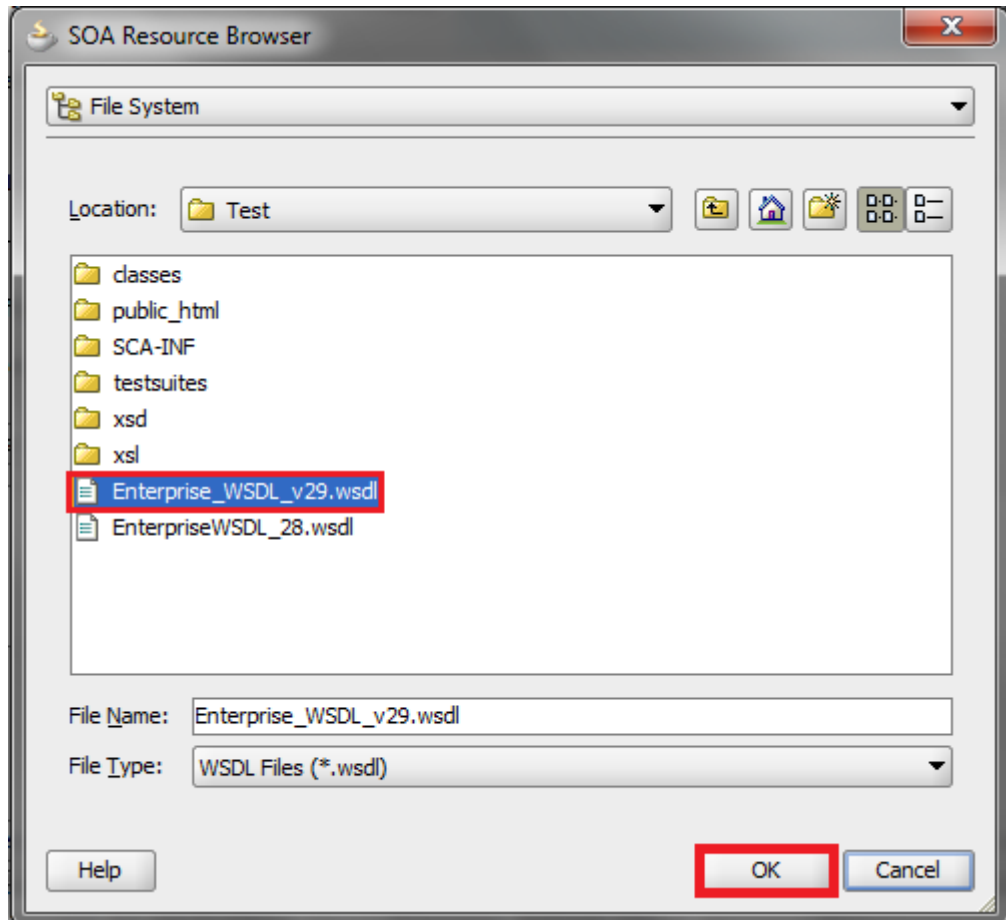 SOA Resource Browser
File System
Location: Test
classes
public_html
SCA-INF
testsuites
xsd
xsl
Enterprise_WSDL_v29.wsdl
EnterpriseWSDL_28.wsdl
File Name: Enterprise_WSDL_v29.wsdl
File Type: WSDL Files (*.wsdl)
Help OK Cancel